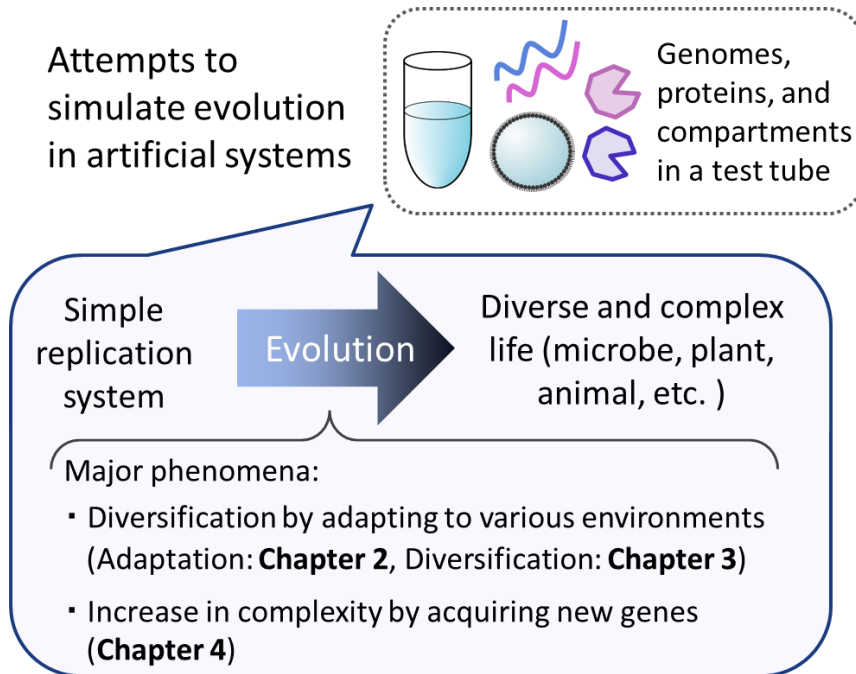 Attempts to
simulate evolution
in artificial systems
Genomes,
proteins, and
compartments
in a test tube
Simple
replication
system
Evolution
Diverse and complex
life (microbe, plant,
animal, etc. )
Major phenomena:
・Diversification by adapting to various environments
(Adaptation: Chapter 2, Diversification: Chapter 3)
・Increase in complexity by acquiring new genes
(Chapter 4)